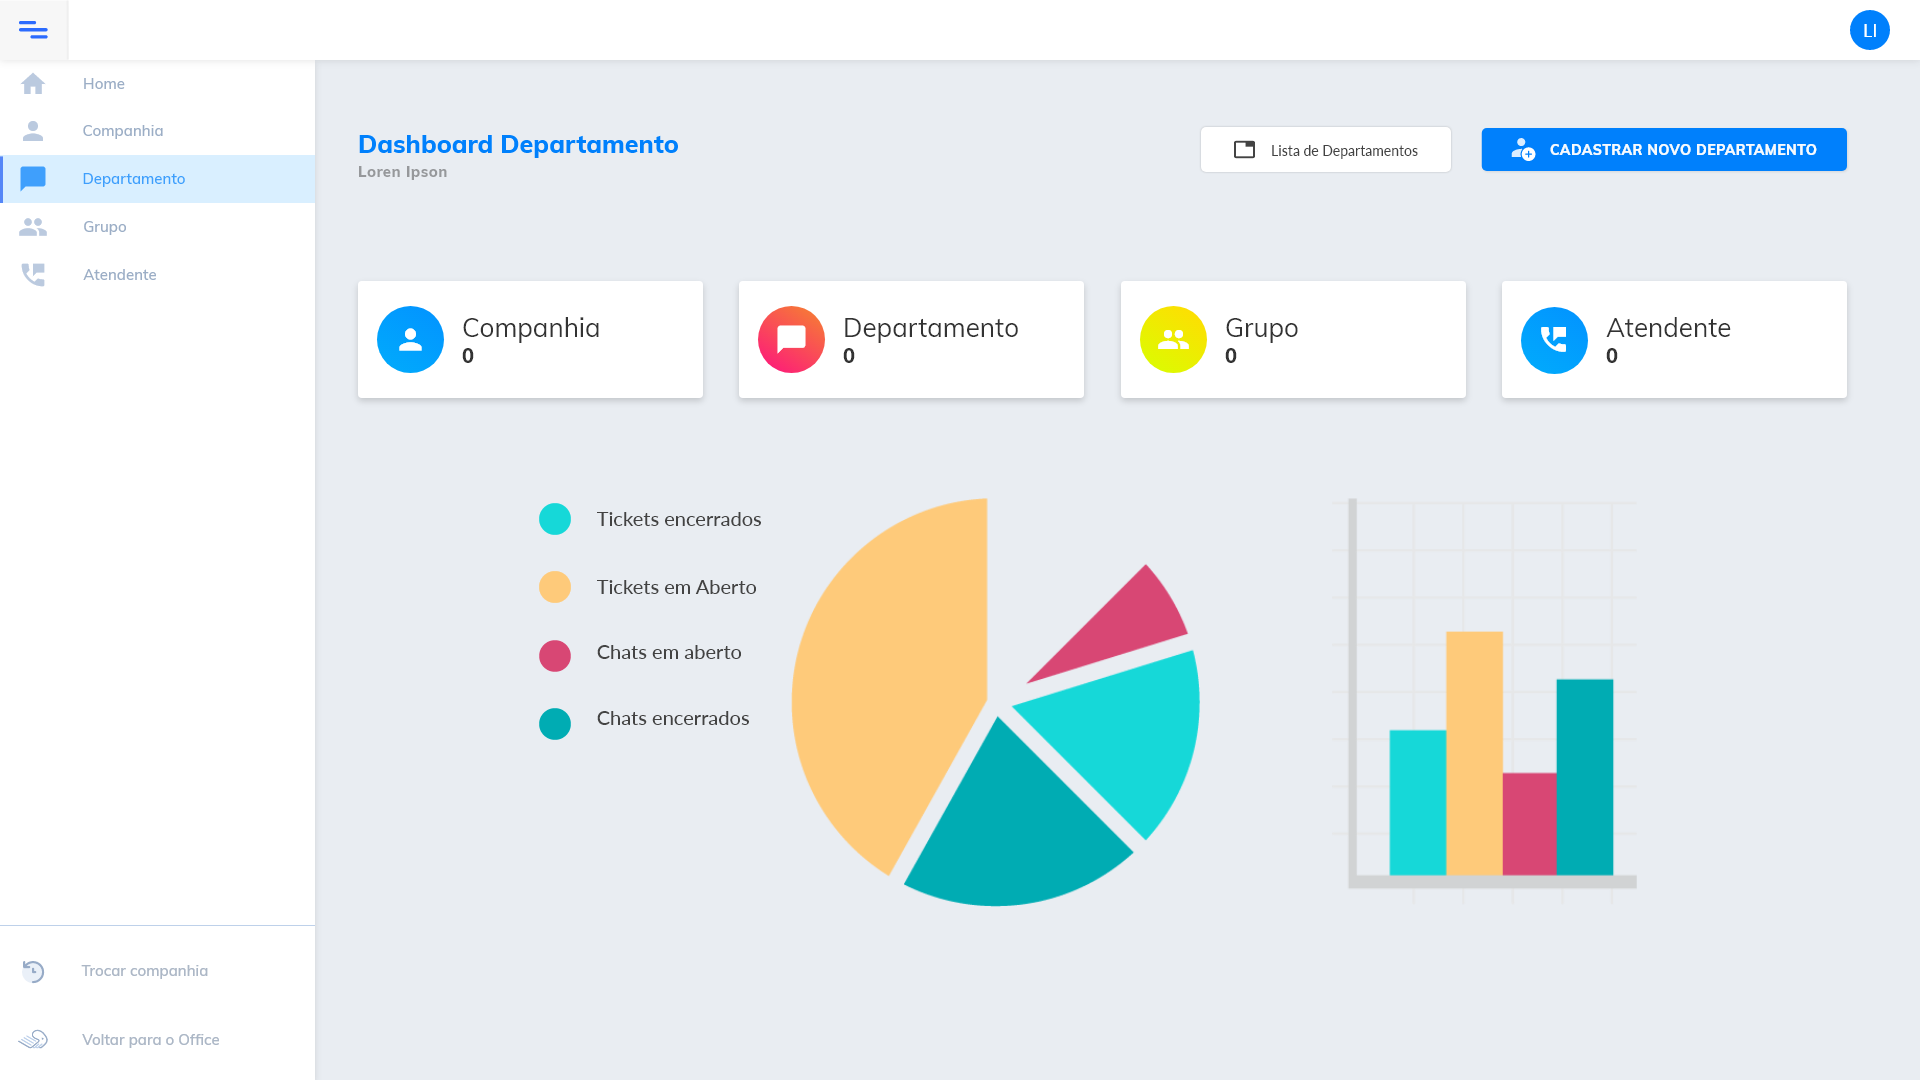 LI
Home
Companhia
Departamento
Grupo
Atendente
Dashboard Departamento
Loren Ipson
Lista de Departamentos
CADASTRAR NOVO DEPARTAMENTO
Companhia
0
Departamento
0
Grupo
0
Atendente
0
Tickets encerrados
Tickets em Aberto
Chats em aberto
Chats encerrados
Trocar companhia
Voltar para o Office